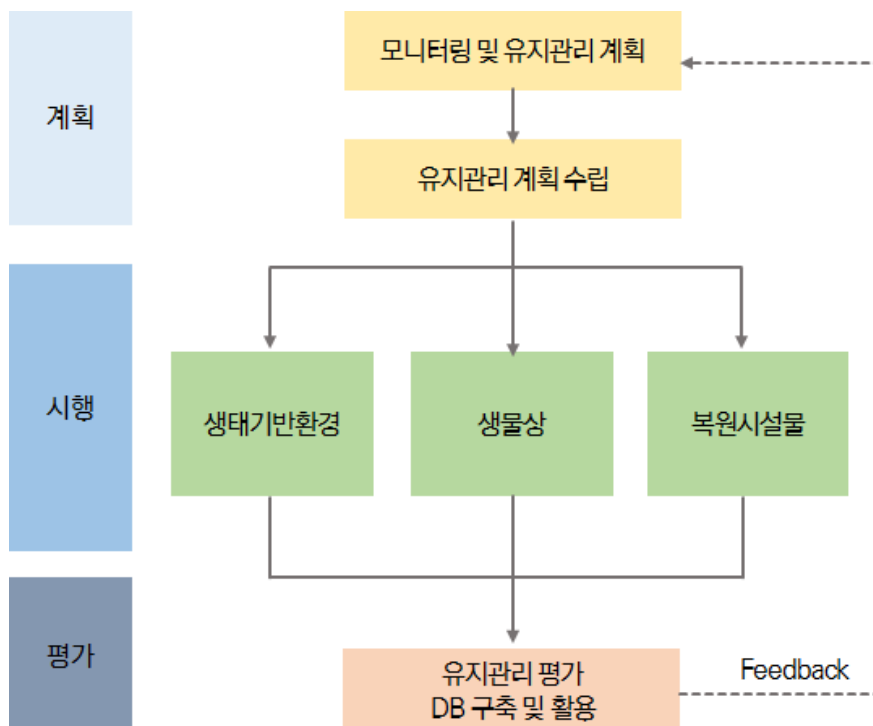 모니터링 및 유지관리 계획
계획
유지관리 계획 수립
시행
생태기반환경
생물상
복원시설물
평가
유지관리 평가
DB 구축 및 활용
Feedback